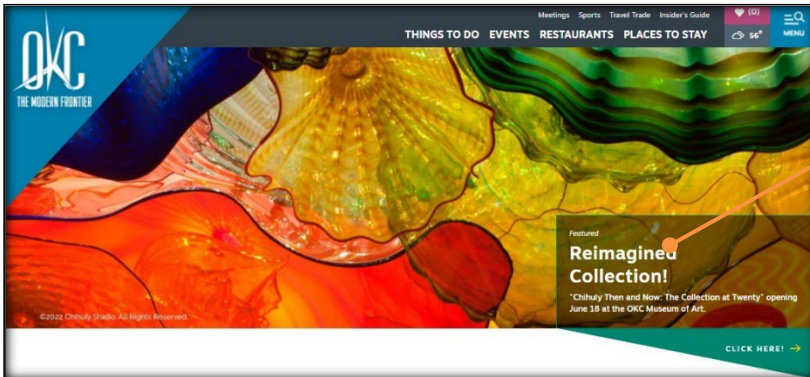 OKC
THE MODERN FRONTIER
Meetings Sports Travel Trade Insider's Guide
(0)
THINGS TO DO EVENTS RESTAURANTS PLACES TO STAY
56°
MENU
Featured
Reimagined
Collection!
"Chihuly Then and Now: The Collection at Twenty" opening
June 18 at the OKC Museum of Art.
©2022 Chihuly Studio. All Rights Reserved.
CLICK HERE! →